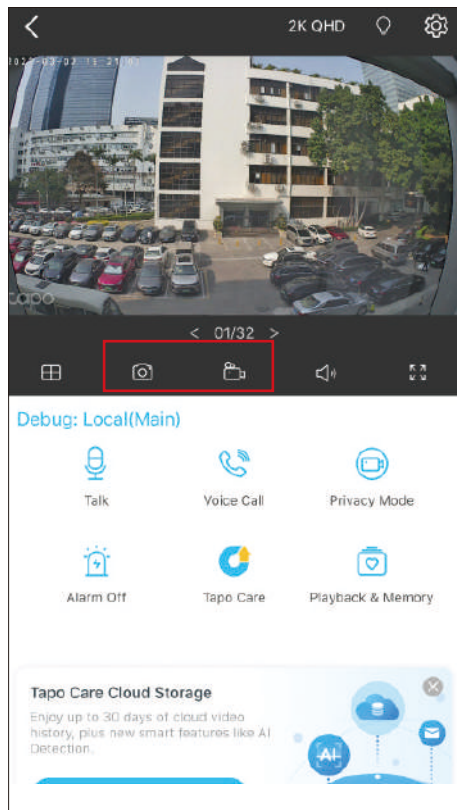 2K QHD
tapo
< 01/32 >
Debug: Local(Main)
Talk
Voice Call
Privacy Mode
Alarm Off
Tapo Care
Playback & Memory
Tapo Care Cloud Storage
Enjoy up to 30 days of cloud video
history, plus new smart features like AI
Detection.
AI